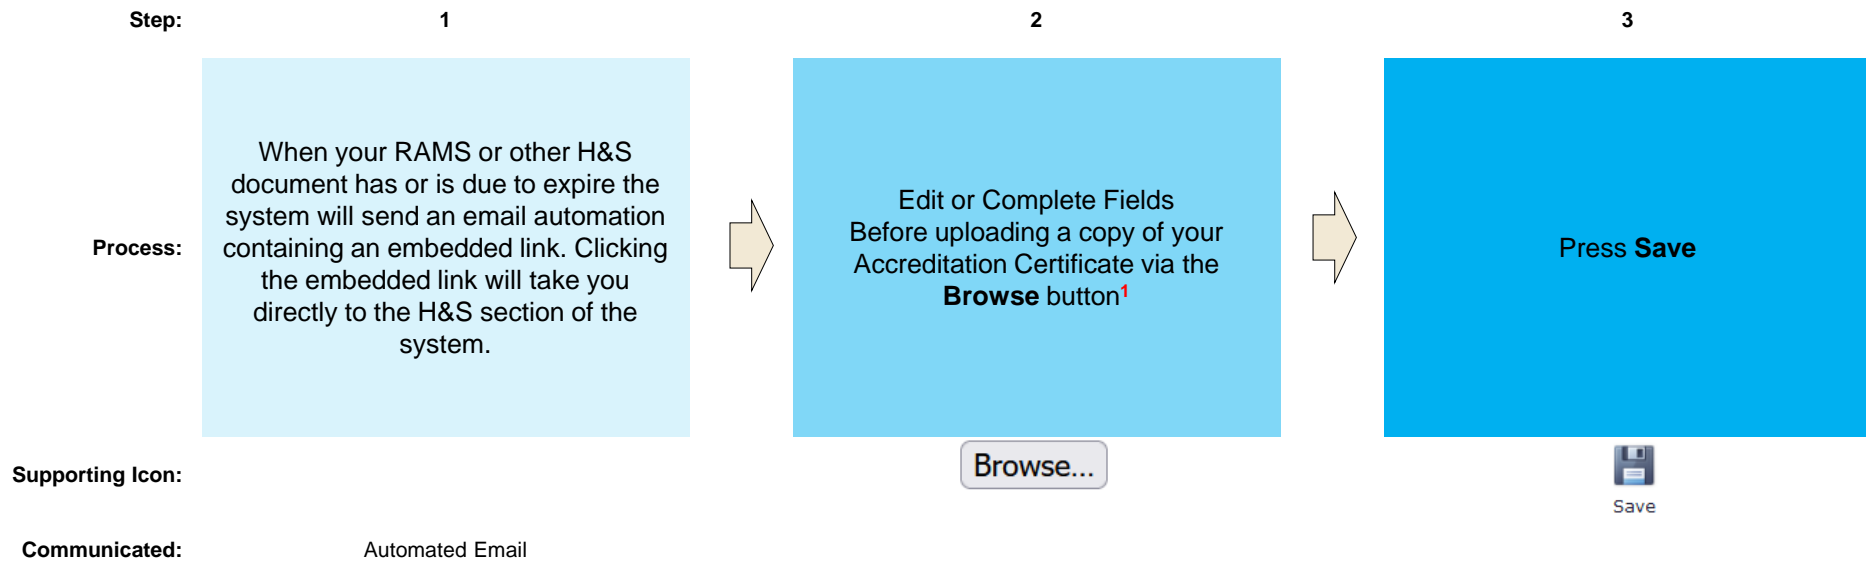 Step: 1 2 3
When your RAMS or other H&S
document has or is due to expire the
system will send an email automation
containing an embedded link. Clicking
the embedded link will take you
directly to the H&S section of the
system.
Process:
Edit or Complete Fields
Before uploading a copy of your
Accreditation Certificate via the
Browse button¹
Press Save
Supporting Icon:
Browse...
Save
Communicated: Automated Email